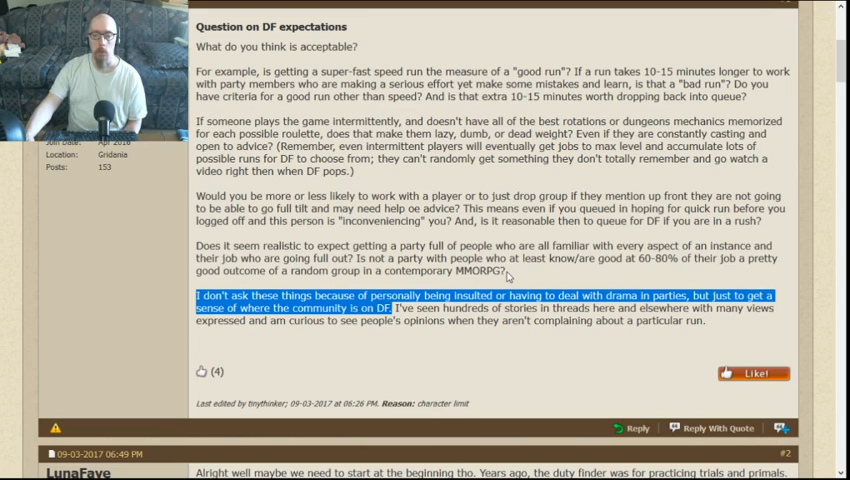 Question on DF expectations
What do you think is acceptable?
For example, is getting a super-fast speed run the measure of a "good run"? If a run takes 10-15 minutes longer to work
with party members who are making a serious effort yet make some mistakes and learn, is that a "bad run"? Do you
have criteria for a good run other than speed? And is that extra 10-15 minutes worth dropping back into queue?
If someone plays the game intermittently, and doesn't have all of the best rotations or dungeons mechanics memorized
for each possible roulette, does that make them lazy, dumb, or dead weight? Even if they are constantly casting and
open to advice? (Remember, even intermittent players will eventually get jobs to max level and accumulate lots of
possible runs for DF to choose from; they can't randomly get something they don't totally remember and go watch a
video right then when DF pops.)
Join Date: Apr 2016
Location: Gridania
Posts: 153
Would you be more or less likely to work with a player or to just drop group if they mention up front they are not going
to be able to go full tilt and may need help oe advice? This means even if you queued in hoping for quick run before you
logged off and this person is "inconveniencing" you? And, is it reasonable then to queue for DF if you are in a rush?
Does it seem realistic to expect getting a party full of people who are all familiar with every aspect of an instance and
their job who are going full out? Is not a party with people who at least know/are good at 60-80% of their job a pretty
good outcome of a random group in a contemporary MMORPG?
I don't ask these things because of personally being insulted or having to deal with drama in parties, but just to get a
sense of where the community is on DF. I've seen hundreds of stories in threads here and elsewhere with many views
expressed and am curious to see people's opinions when they aren't complaining about a particular run.
(4)
Like!
Last edited by tinythinker; 09-03-2017 at 06:26 PM. Reason: character limit
Reply Reply With Quote
09-03-2017 06:49 PM #2
LunaFaye
Alright well maybe we need to start at the beginning tho. Years ago, the duty finder was for practicing trials and primals.